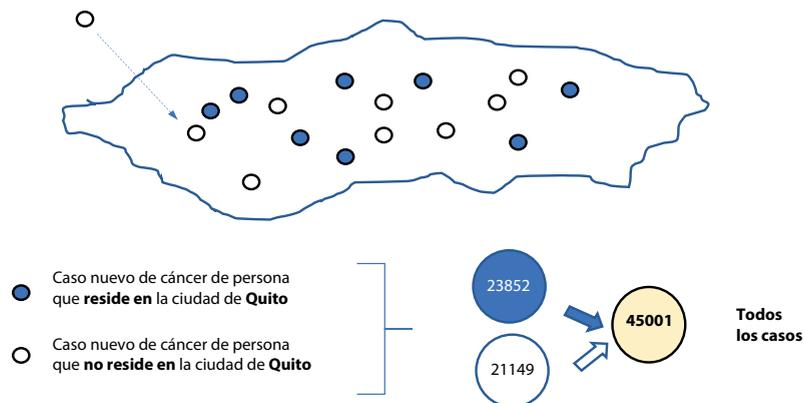 Caso nuevo de cáncer de persona
que reside en la ciudad de Quito
Caso nuevo de cáncer de persona
que no reside en la ciudad de Quito
23852
21149
45001
Todos
los casos